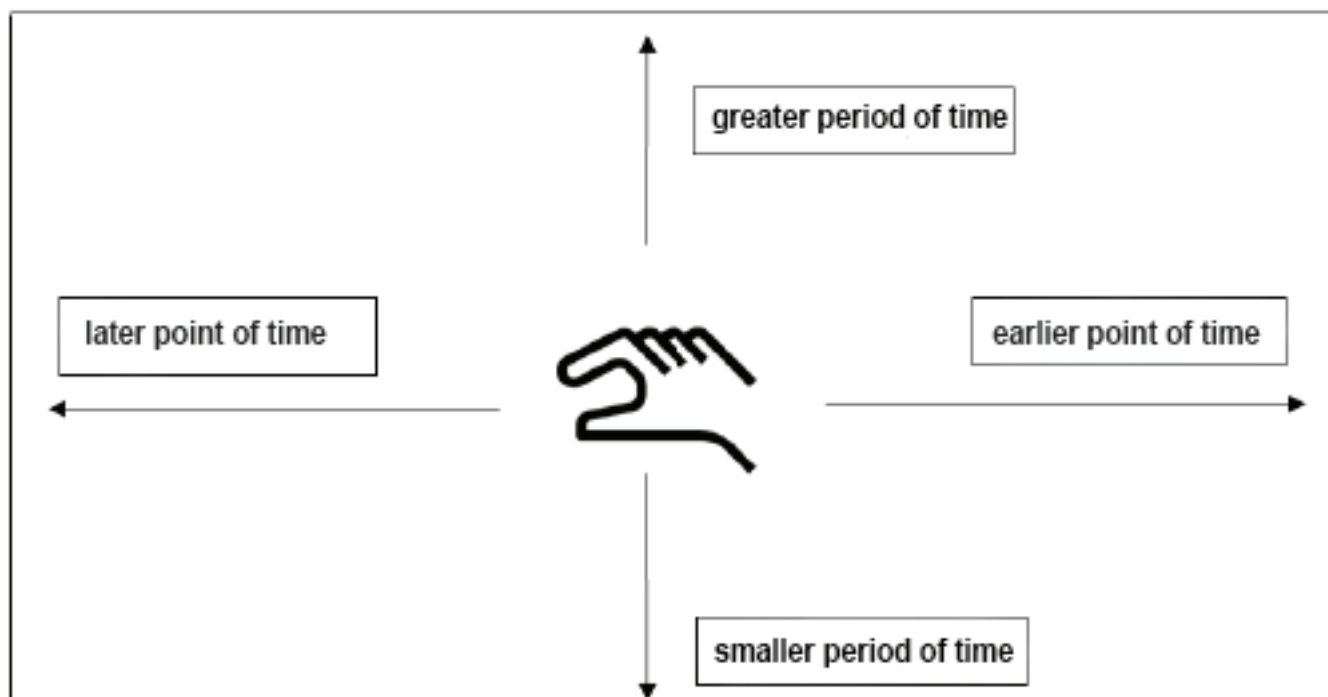 greater period of time
later point of time
earlier point of time
smaller period of time